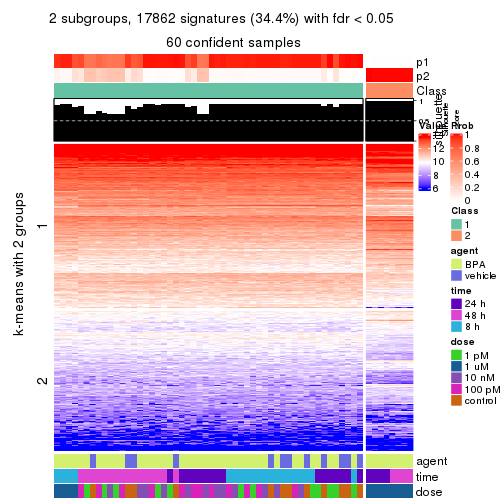 2 subgroups, 17862 signatures (34.4%) with fdr < 0.05
60 confident samples
p1
p2
Class
1
0.5
silhouette
Value
12
10
8
6
Prob
1
0.8
0.6
0.4
0.2
0
Class
1
2
agent
BPA
vehicle
time
24 h
48 h
8 h
dose
1 pM
1 uM
10 nM
100 pM
control
k-means with 2 groups
1
2
agent
time
dose